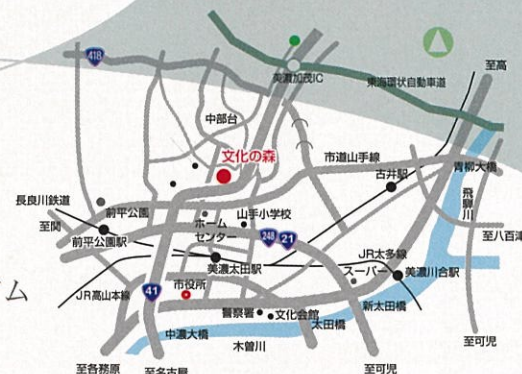 418
美濃加茂IC
東海環状自動車道
至高
中部台
文化の森
市道山手線
古井駅
青柳大橋
飛騨川
長良川鉄道
至関
前平公園
前平公園駅
ホーム
センター
山手小学校
248
21
至八百津
JR太多線
美濃太田駅
スーパー
美濃川合駅
ム
JR高山本線
41
市役所
新太田橋
警察署
文化会館
太田橋
中濃大橋
木曽川
至可児
至各務原
至名古屋
至可児